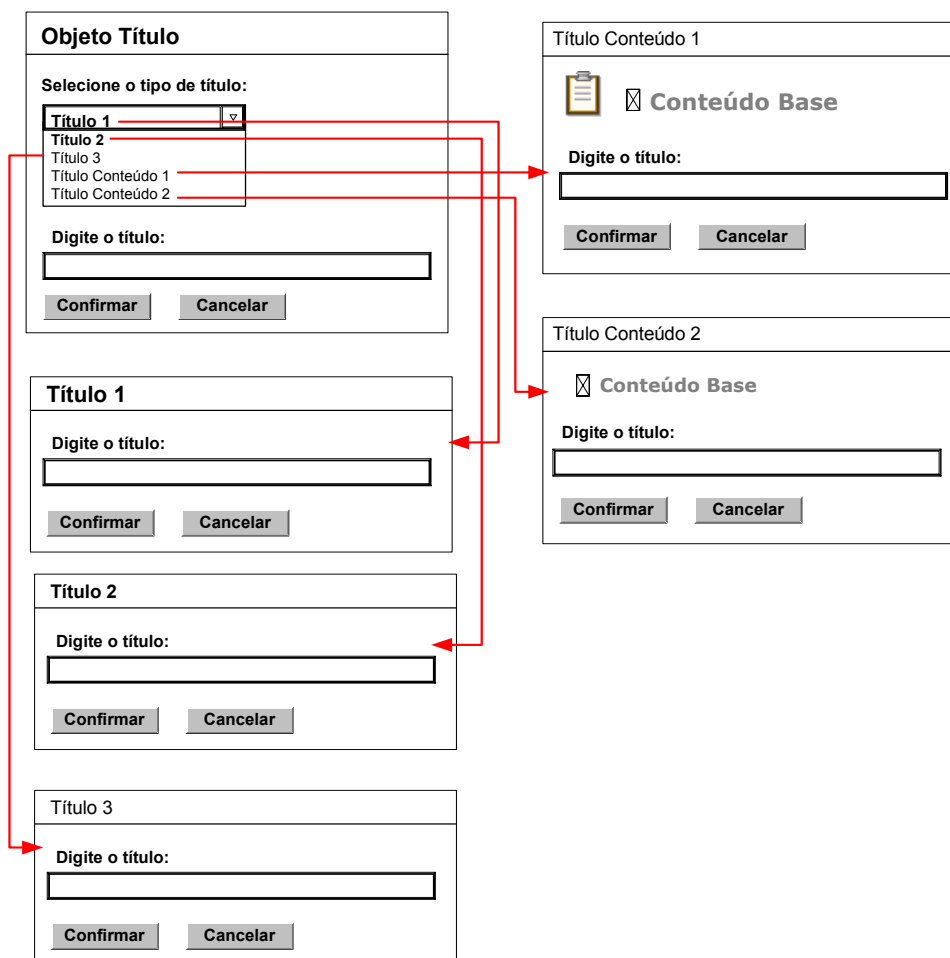 Objeto Título
Selecione o tipo de título:
Título 1
Título 2
Título 3
Título Conteúdo 1
Título Conteúdo 2
Digite o título:
Confirmar Cancelar
Título 1
Digite o título:
Confirmar Cancelar
Título 2
Digite o título:
Confirmar Cancelar
Título 3
Digite o título:
Confirmar Cancelar
Título Conteúdo 1
Conteúdo Base
Digite o título:
Confirmar Cancelar
Título Conteúdo 2
Conteúdo Base
Digite o título:
Confirmar Cancelar